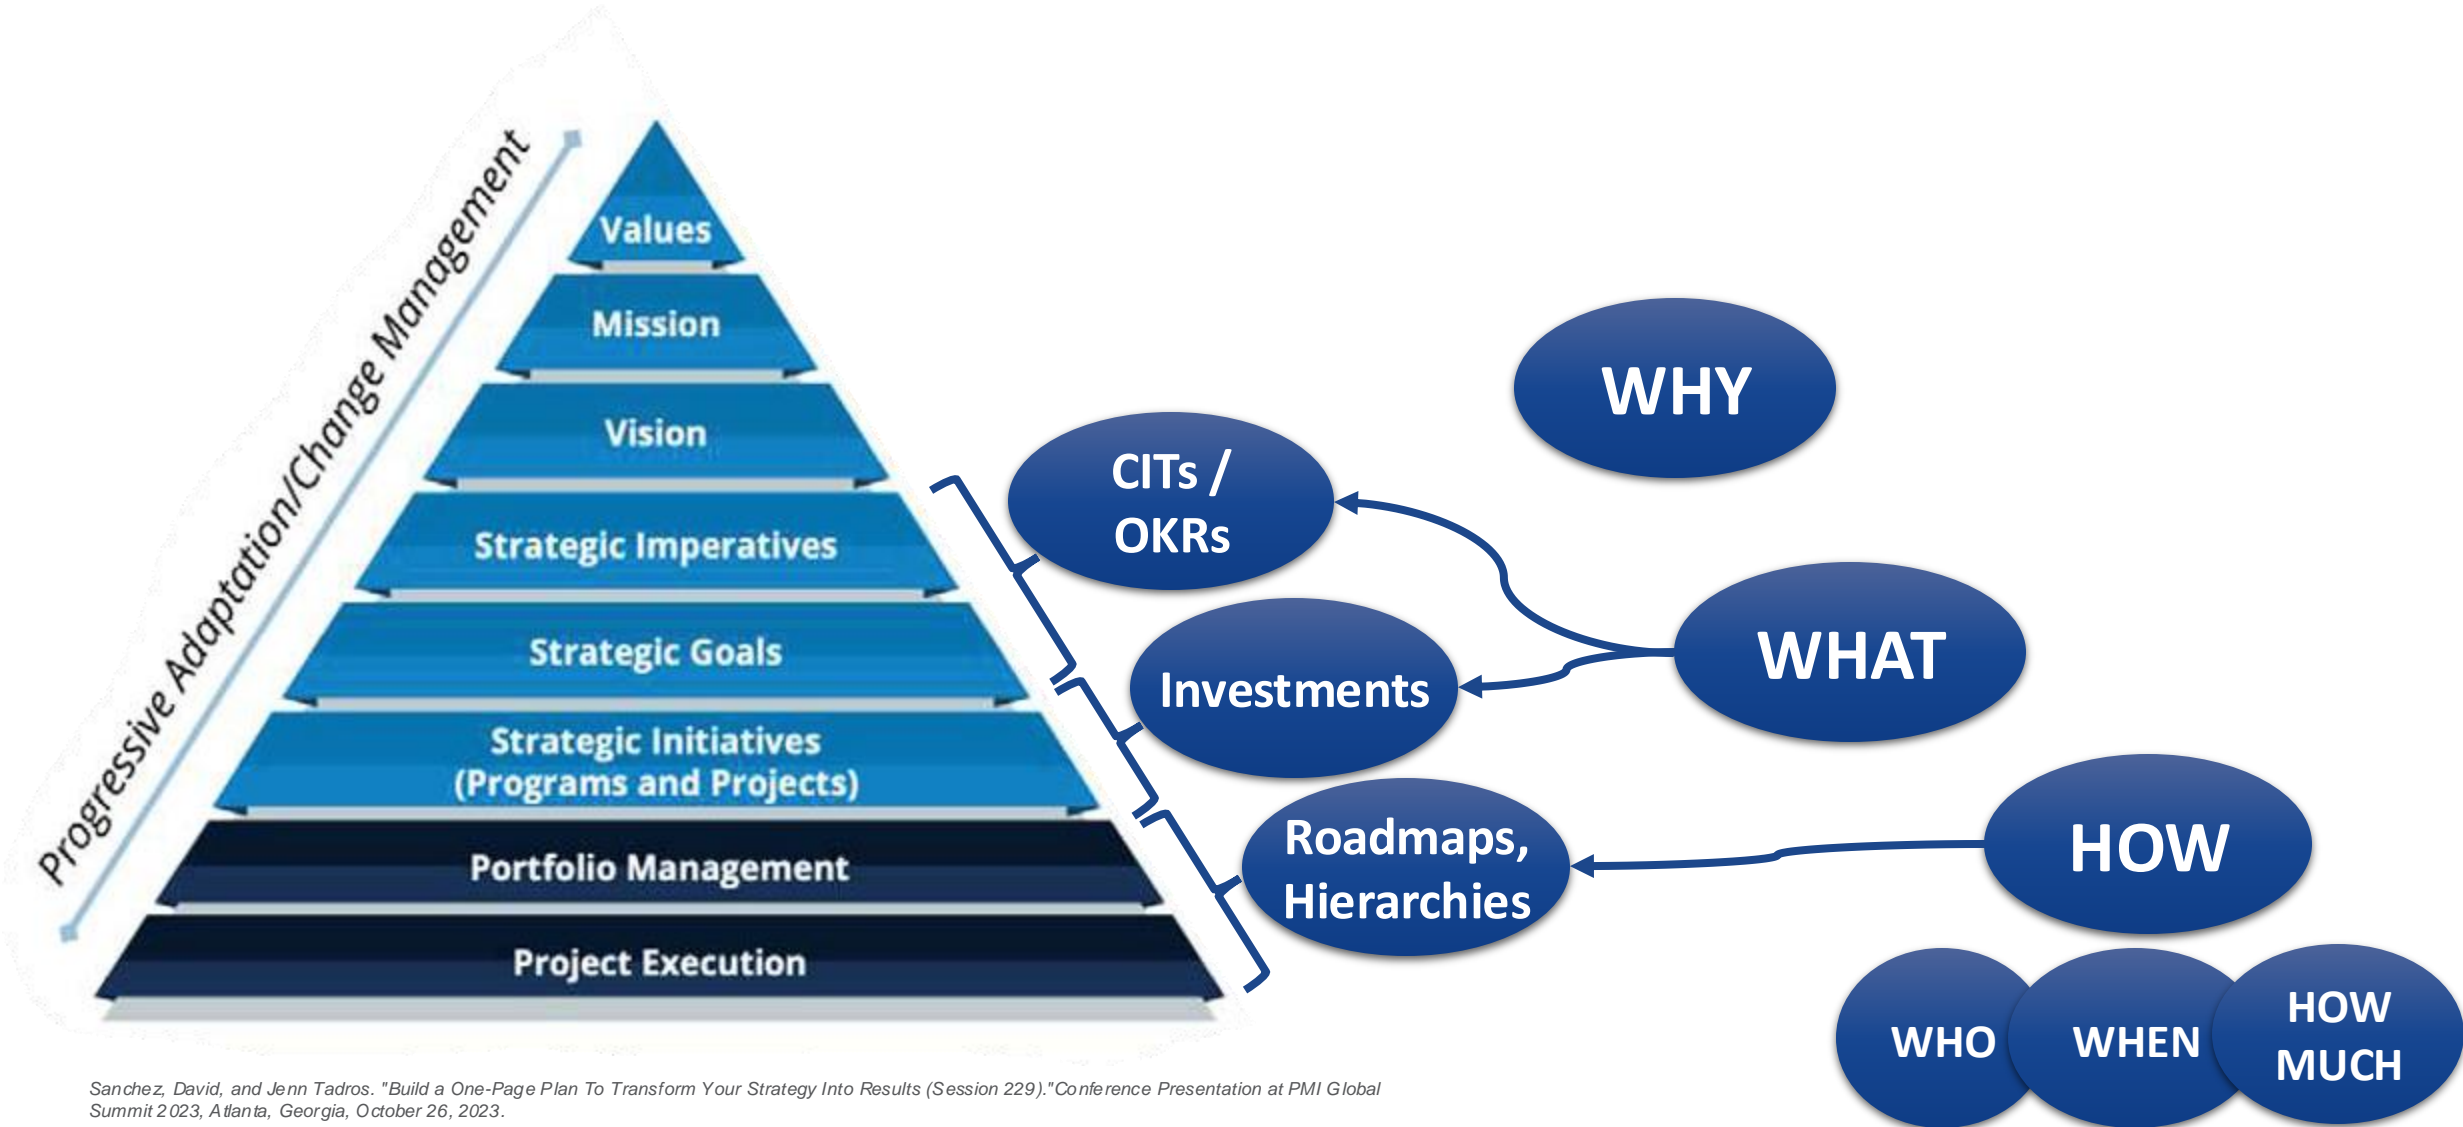 Progressive Adaptation/Change Management
Values
Mission
Vision
Strategic Imperatives
Strategic Goals
Strategic Initiatives
(Programs and Projects)
Portfolio Management
Project Execution
CITs /
OKRs
Investments
Roadmaps,
Hierarchies
WHY
WHAT
HOW
WHO
WHEN
HOW
MUCH
Sanchez, David, and Jenn Tadros. "Build a One-Page Plan To Transform Your Strategy Into Results (Session 229)."Conference Presentation at PMI Global
Summit 2023, Atlanta, Georgia, October 26, 2023.